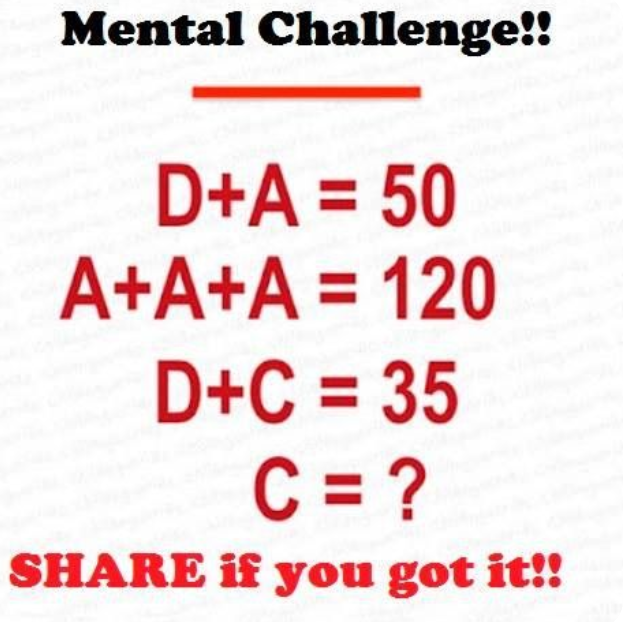 Mental Challenge!!
D+A = 50
A+A+A = 120
D+C = 35
C = ?
SHARE if you got it!!